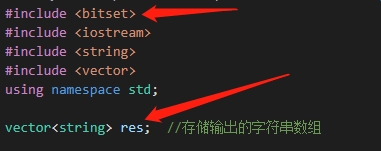 #include <bitset>
#include <iostream>
#include <string>
#include <vector>
using namespace std;
vector<string> res;  //存储输出的字符串数组